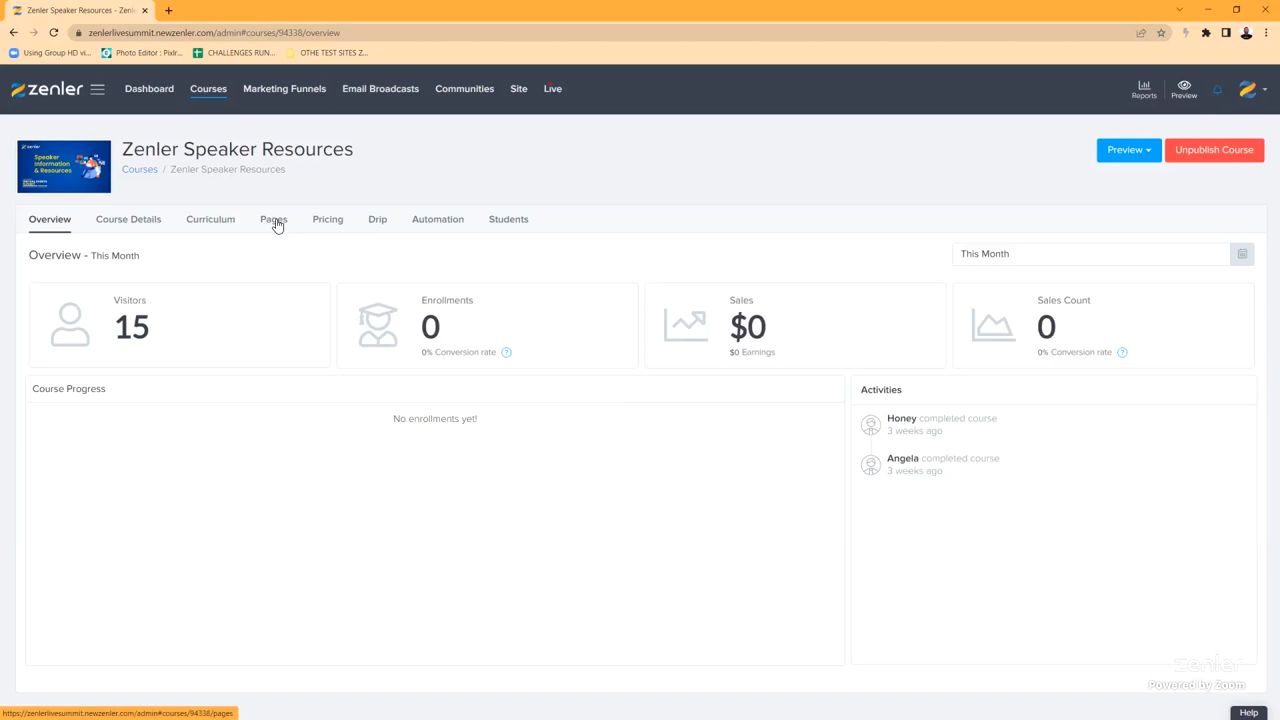 Zenler Speaker Resources - Zenle
zenlerlivesummit.newzenler.com/admin#courses/94338/overview
Using Group HD vi...
Photo Editor : Pixlr...
CHALLENGES RUN...
OTHE TEST SITES Z...
zenler
Dashboard
Courses
Marketing Funnels
Email Broadcasts
Communities
Site
Live
Reports
Preview
Speaker
Information
& Resources
Zenler Speaker Resources
Courses / Zenler Speaker Resources
Preview
Unpublish Course
Overview
Course Details
Curriculum
Pages
Pricing
Drip
Automation
Students
Overview - This Month
This Month
Visitors
15
Enrollments
0
0% Conversion rate ?
Sales
$0
$0 Earnings
Sales Count
0
0% Conversion rate ?
Course Progress
No enrollments yet!
Activities
Honey completed course
3 weeks ago
Angela completed course
3 weeks ago
zenler
Powered by Zoom
https://zenlerlivesummit.newzenler.com/admin#courses/94338/pages
Help